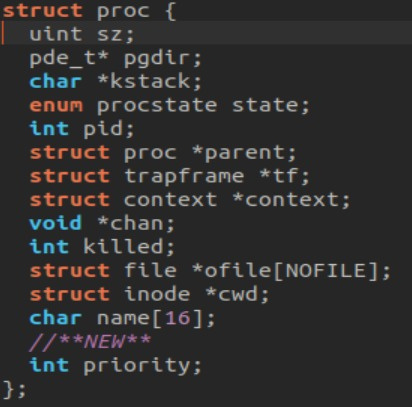 struct proc {
uint sz;
pde_t* pgdir;
char *kstack;
enum procstack state;
int pid;
struct proc *parent;
struct trapframe *tf;
struct context *context;
void *chan;
int killed;
struct file *ofile[NOFILE];
struct inode *cwd;
char name[16];
//**NEW**
int priority;
};